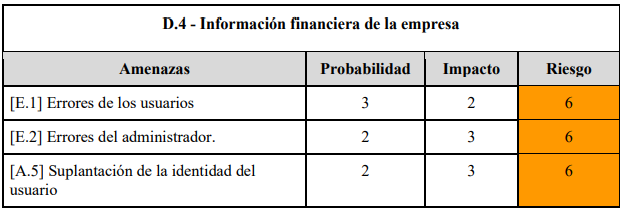 D.4 - Información financiera de la empresa
Amenazas Probabilidad Impacto Riesgo
[E.1] Errores de los usuarios 3 2 6
[E.2] Errores del administrador. 2 3 6
[A.5] Suplantación de la identidad del
usuario 2 3 6